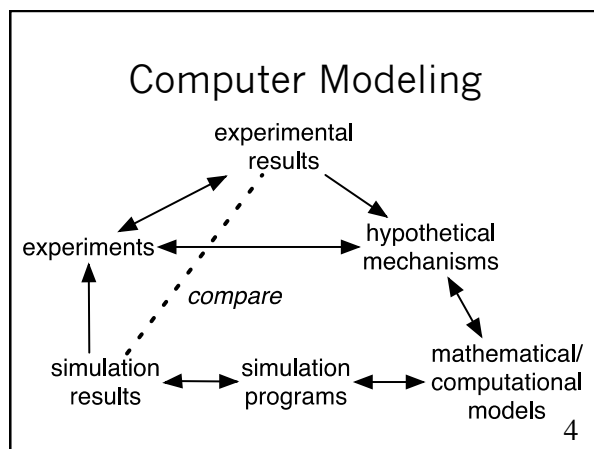 Computer Modeling
experimental
results
experiments
hypothetical
mechanisms
compare
simulation
results
simulation
programs
mathematical/
computational
models
4